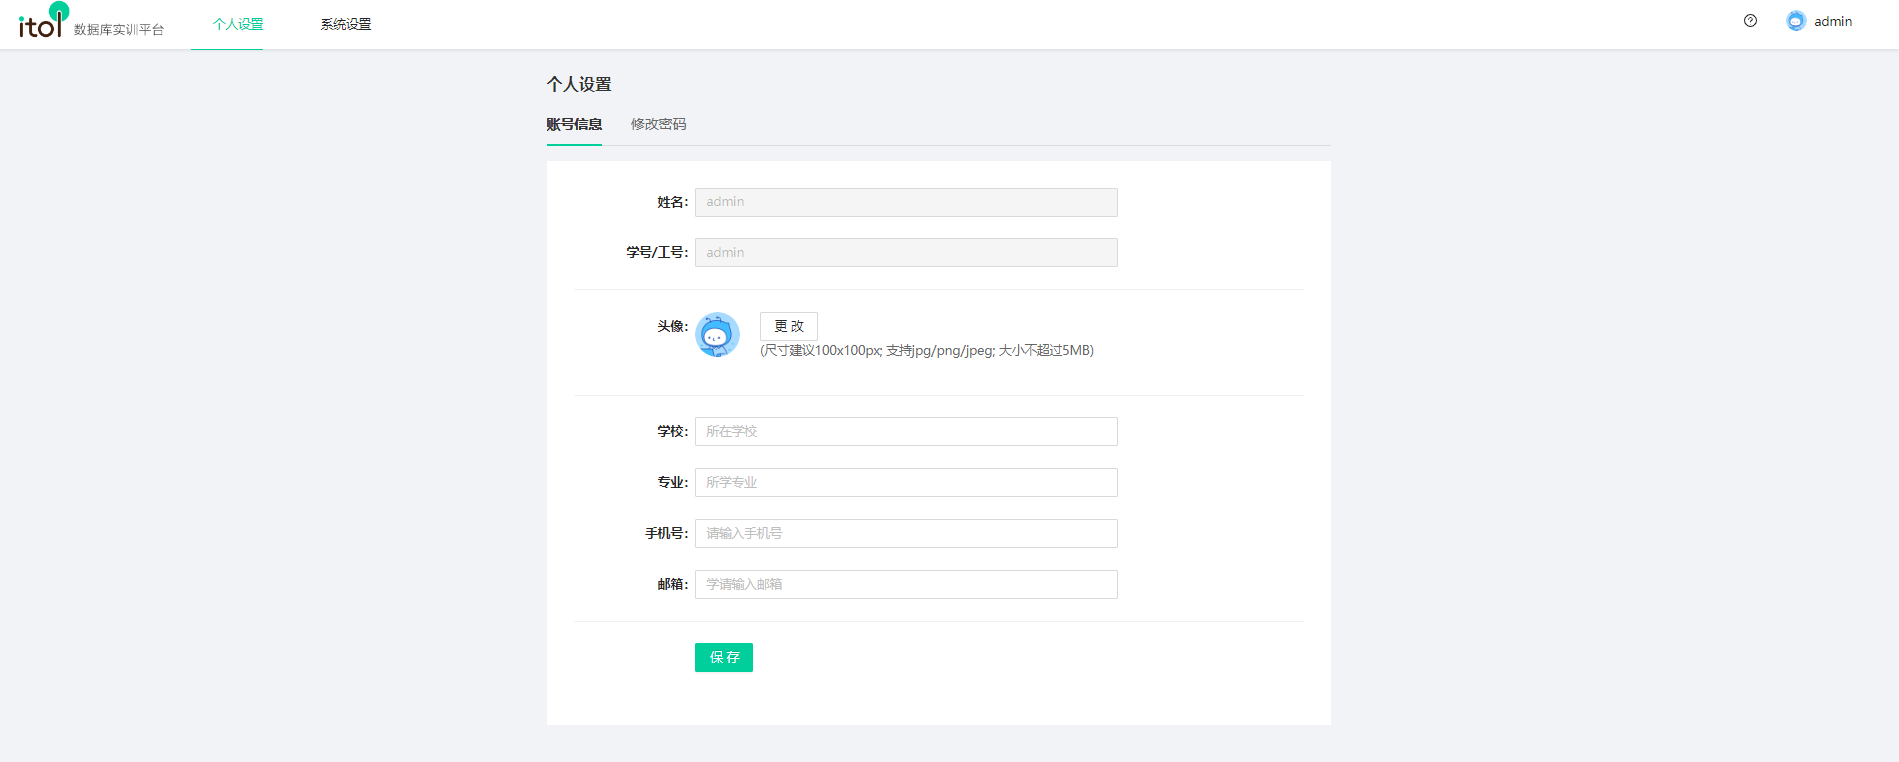 itol 数据库实训平台 个人设置 系统设置 admin
个人设置
账号信息 修改密码
姓名: admin
学号/工号: admin
头像: 更 改
(尺寸建议100x100px; 支持jpg/png/jpeg; 大小不超过5MB)
学校: 所在学校
专业: 所学专业
手机号: 请输入手机号
邮箱: 学请输入邮箱
保 存